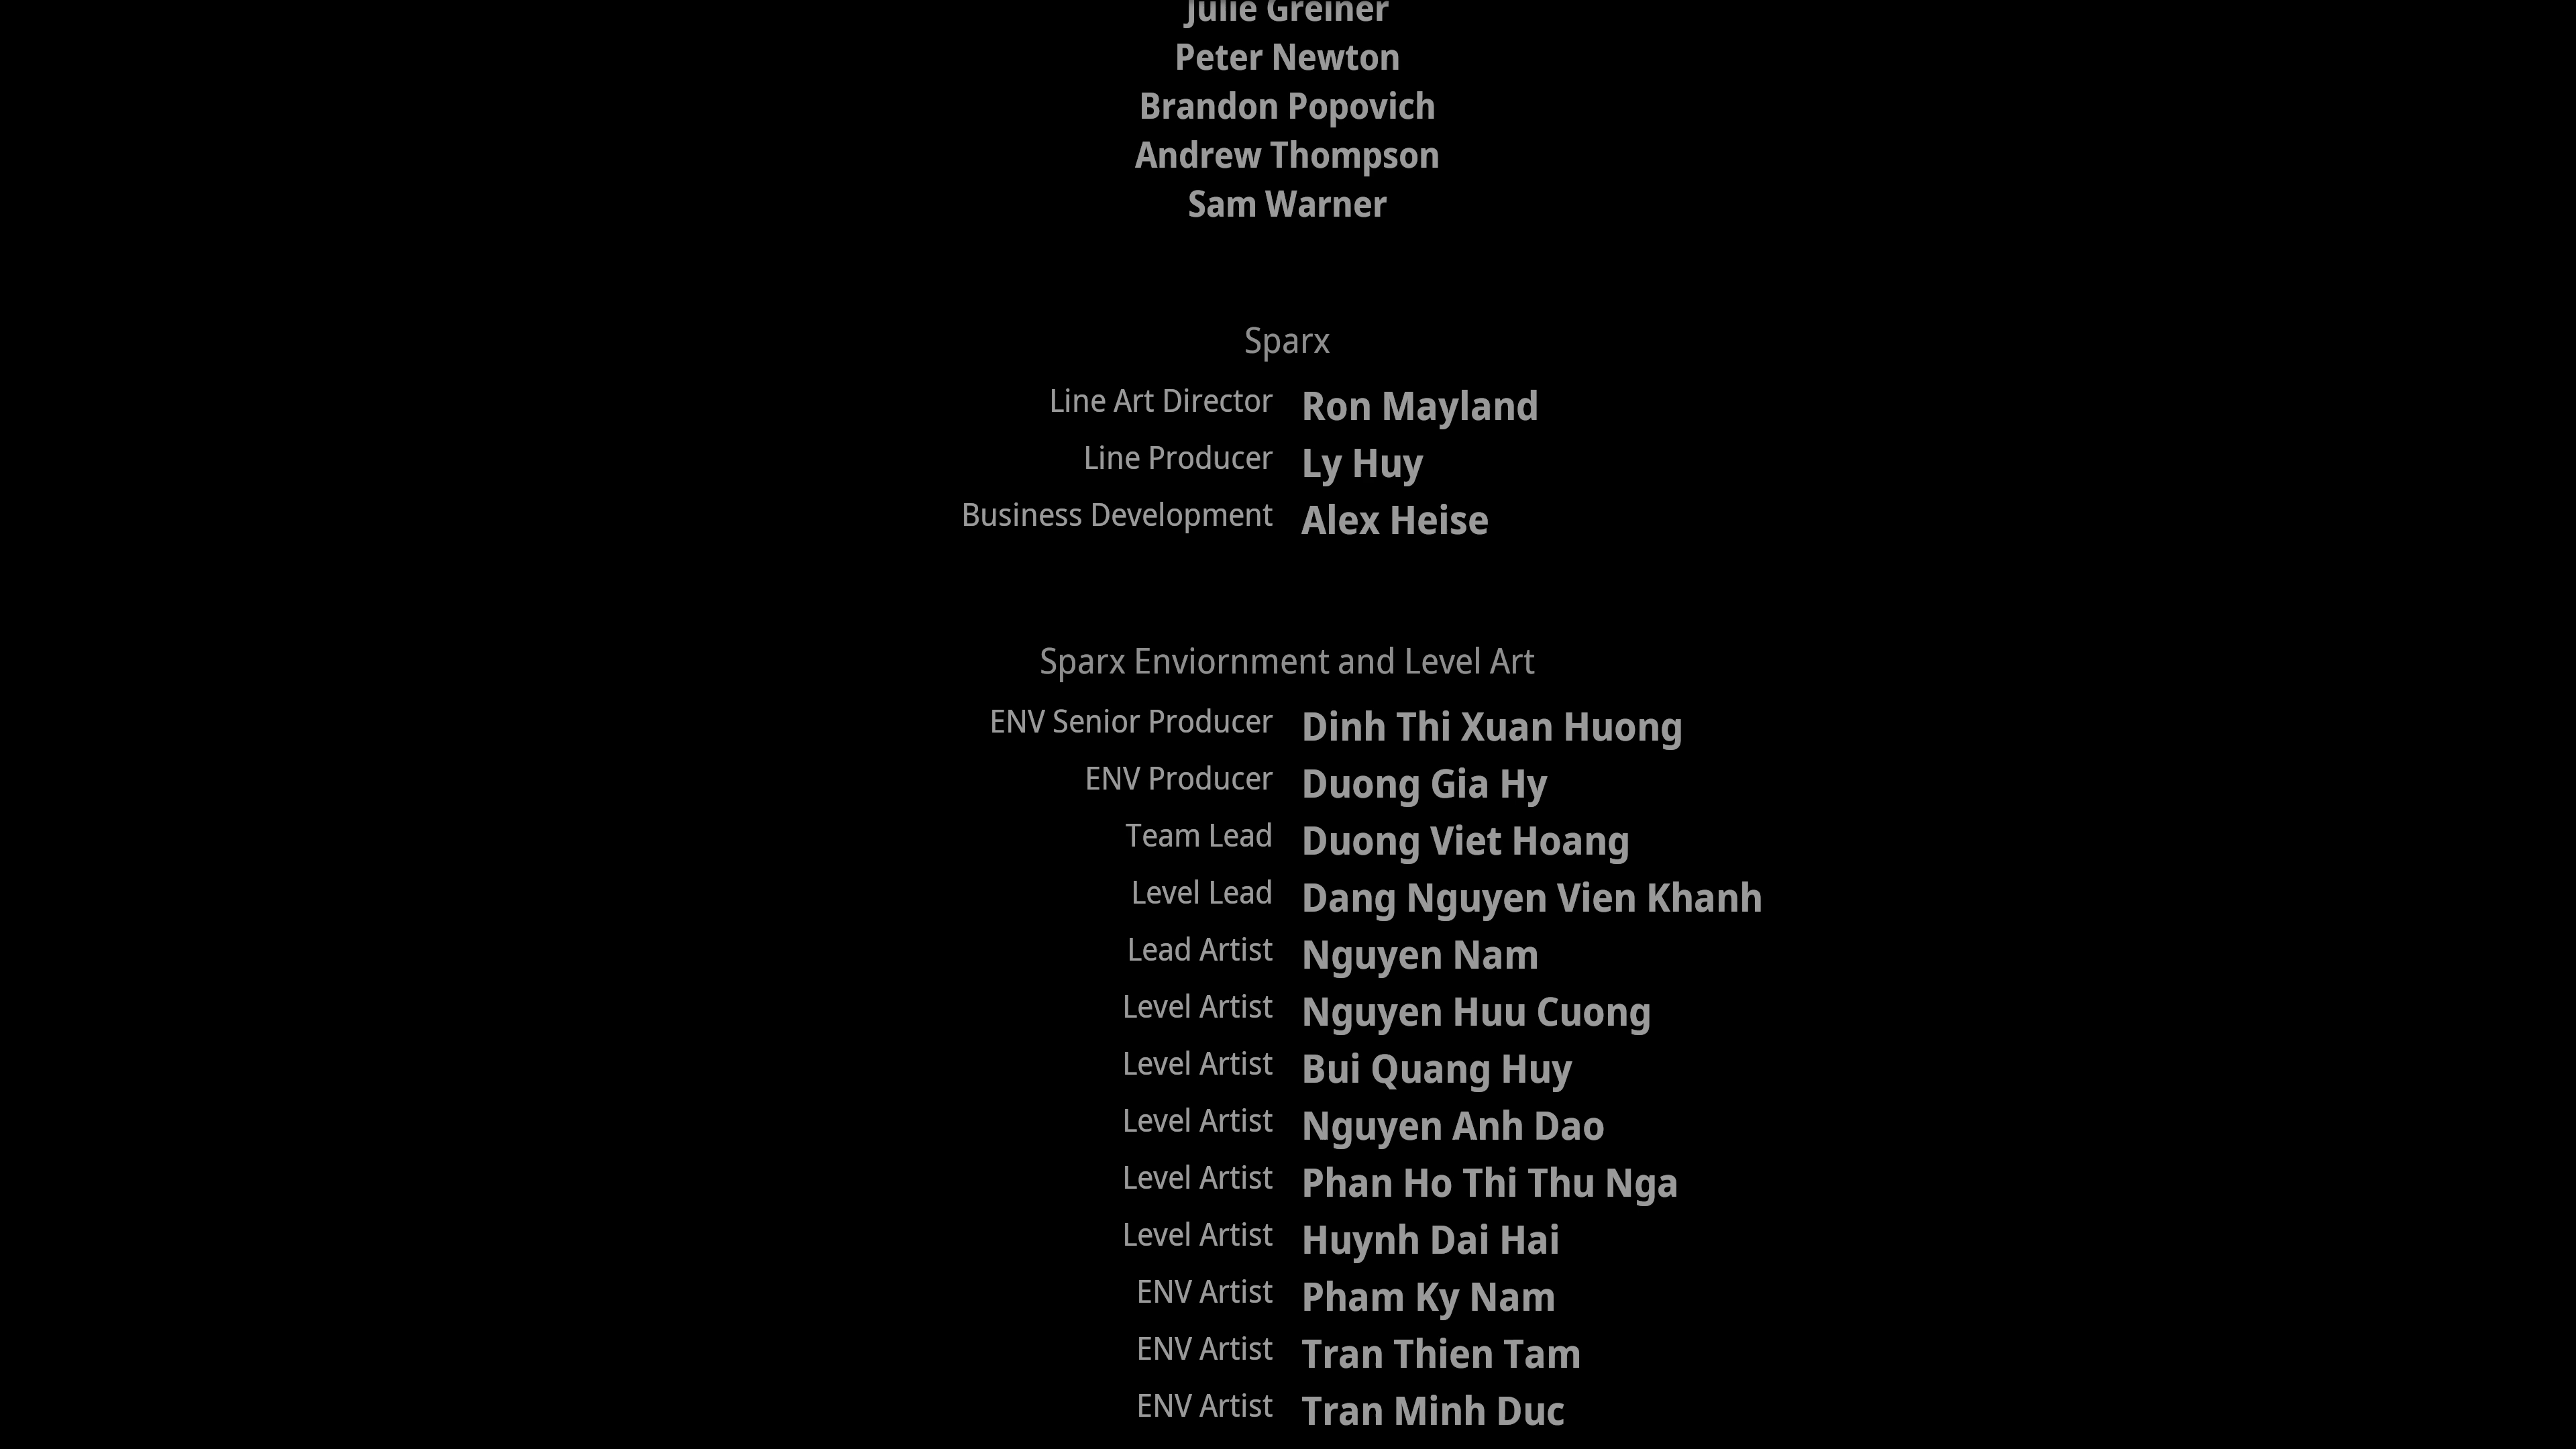 Julie Greiner
Peter Newton
Brandon Popovich
Andrew Thompson
Sam Warner
Sparx
Line Art Director Ron Mayland
Line Producer Ly Huy
Business Development Alex Heise
Sparx Enviornment and Level Art
ENV Senior Producer Dinh Thi Xuan Huong
ENV Producer Duong Gia Hy
Team Lead Duong Viet Hoang
Level Lead Dang Nguyen Vien Khanh
Lead Artist Nguyen Nam
Level Artist Nguyen Huu Cuong
Level Artist Bui Quang Huy
Level Artist Nguyen Anh Dao
Level Artist Phan Ho Thi Thu Nga
Level Artist Huynh Dai Hai
ENV Artist Pham Ky Nam
ENV Artist Tran Thien Tam
ENV Artist Tran Minh Duc